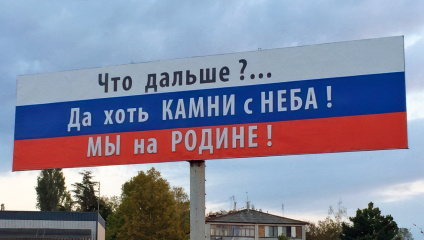 Что дальше ?...
Да хоть КАМНИ с НЕБА !
МЫ на РОДИНЕ !